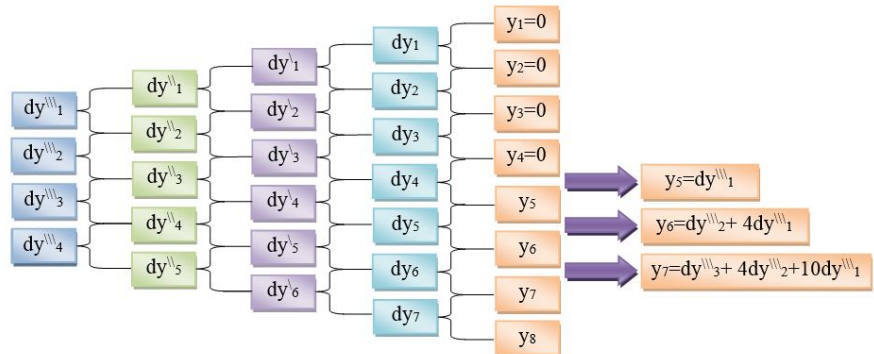 dy\\\1
dy\\\2
dy\\\3
dy\\\4
dy\\1
dy\\2
dy\\3
dy\\4
dy\\5
dy\1
dy\2
dy\3
dy\4
dy\5
dy\6
dy1
dy2
dy3
dy4
dy5
dy6
dy7
y1=0
y2=0
y3=0
y4=0
y5
y6
y7
y8
y5=dy\\\1
y6=dy\\\2+ 4dy\\\1
y7=dy\\\3+ 4dy\\\2+10dy\\\1